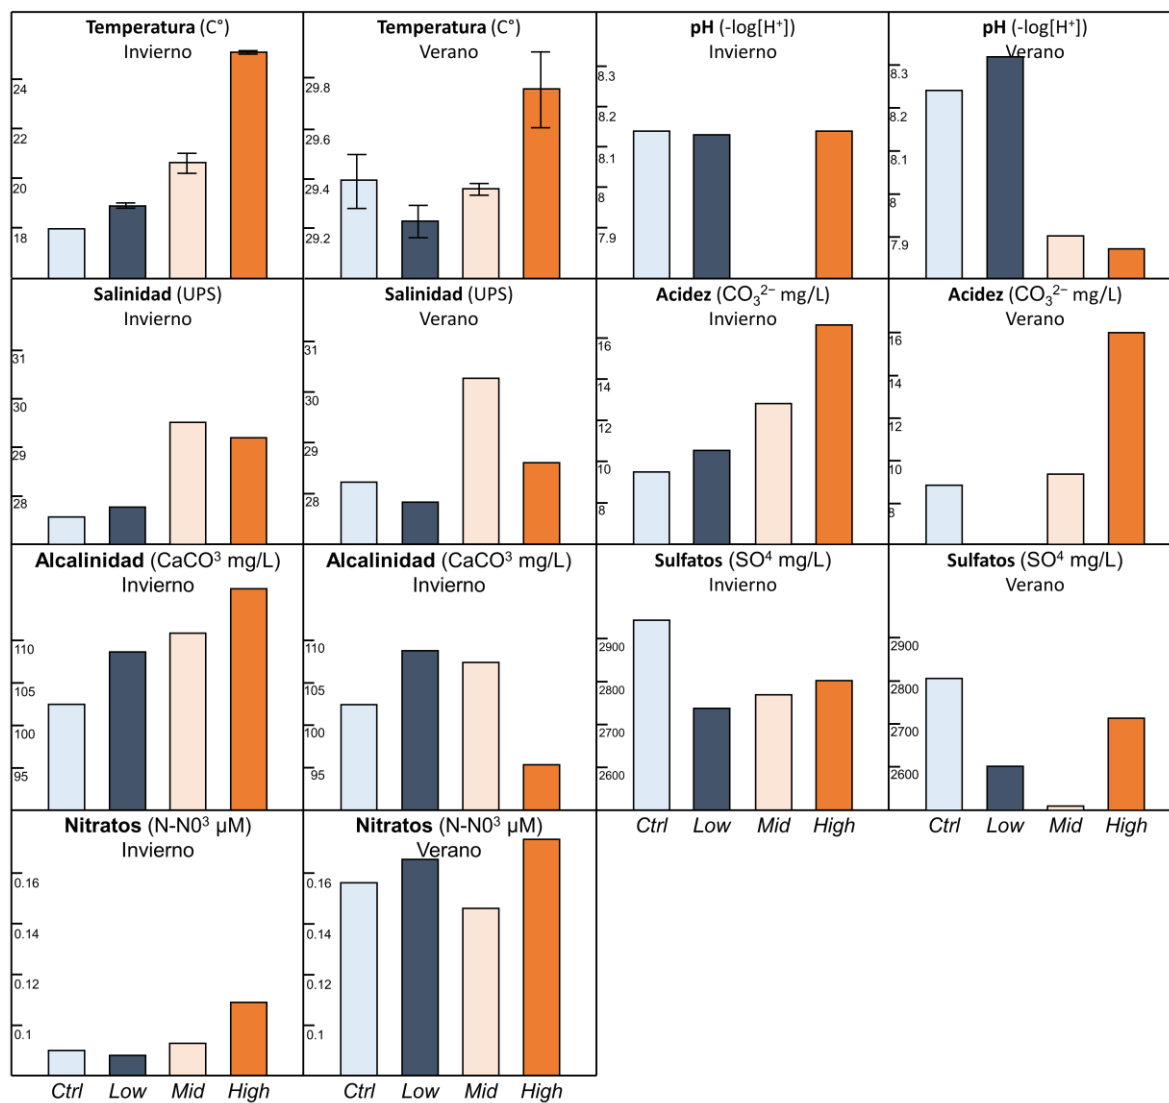 Temperatura (C°)
Invierno
24
22
20
18
Temperatura (C°)
Verano
29.8
29.6
29.4
29.2
pH (-log[H⁺])
Invierno
8.3
8.2
8.1
8
7.9
pH (-log[H⁺])
Verano
8.3
8.2
8.1
8
7.9
Salinidad (UPS)
Invierno
31
30
29
28
Salinidad (UPS)
Verano
31
30
29
28
Acidez (CO₃²⁻ mg/L)
Invierno
16
14
12
10
8
Acidez (CO₃²⁻ mg/L)
Verano
16
14
12
10
8
Alcalinidad (CaCO³ mg/L)
Invierno
110
105
100
95
Alcalinidad (CaCO³ mg/L)
Invierno
110
105
100
95
Sulfatos (SO⁴ mg/L)
Invierno
2900
2800
2700
2600
Ctrl Low Mid High
Sulfatos (SO⁴ mg/L)
Verano
2900
2800
2700
2600
Ctrl Low Mid High
Nitratos (N-N0³ µM)
Invierno
0.16
0.14
0.12
0.1
Ctrl Low Mid High
Nitratos (N-N0³ µM)
Verano
0.16
0.14
0.12
0.1
Ctrl Low Mid High